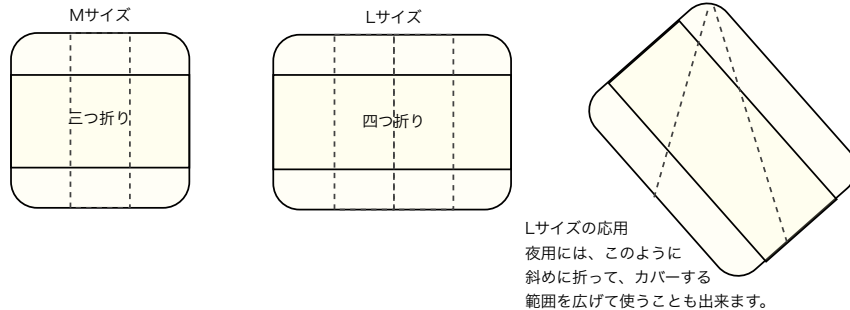 Mサイズ
三つ折り
Lサイズ
四つ折り
Lサイズの応用
夜用には、このように
斜めに折って、カバーする
範囲を広げて使うことも出来ます。